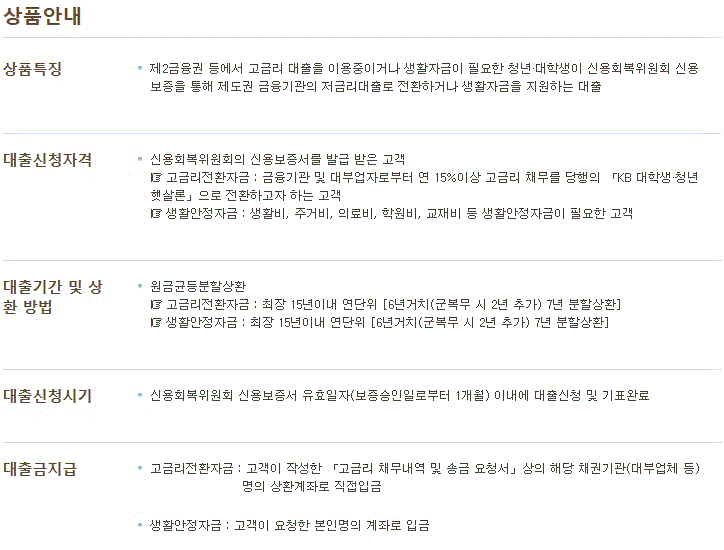 상품안내
상품특징
• 제2금융권 등에서 고금리 대출을 이용중이거나 생활자금이 필요한 청년·대학생이 신용회복위원회 신용
보증을 통해 제도권 금융기관의 저금리대출로 전환하거나 생활자금을 지원하는 대출
대출신청자격
• 신용회복위원회의 신용보증서를 발급 받은 고객
☞ 고금리전환자금 : 금융기관 및 대부업자로부터 연 15%이상 고금리 채무를 당행의 「KB 대학생·청년
햇살론」으로 전환하고자 하는 고객
☞ 생활안정자금 : 생활비, 주거비, 의료비, 학원비, 교재비 등 생활안정자금이 필요한 고객
대출기간 및 상
환 방법
• 원금균등분할상환
☞ 고금리전환자금 : 최장 15년이내 연단위 [6년거치(군복무 시 2년 추가) 7년 분할상환]
☞ 생활안정자금 : 최장 15년이내 연단위 [6년거치(군복무 시 2년 추가) 7년 분할상환]
대출신청시기
• 신용회복위원회 신용보증서 유효일자(보증승인일로부터 1개월) 이내에 대출신청 및 기표완료
대출금지급
• 고금리전환자금 : 고객이 작성한 「고금리 채무내역 및 송금 요청서」상의 해당 채권기관(대부업체 등)
명의 상환계좌로 직접입금
• 생활안정자금 : 고객이 요청한 본인명의 계좌로 입금